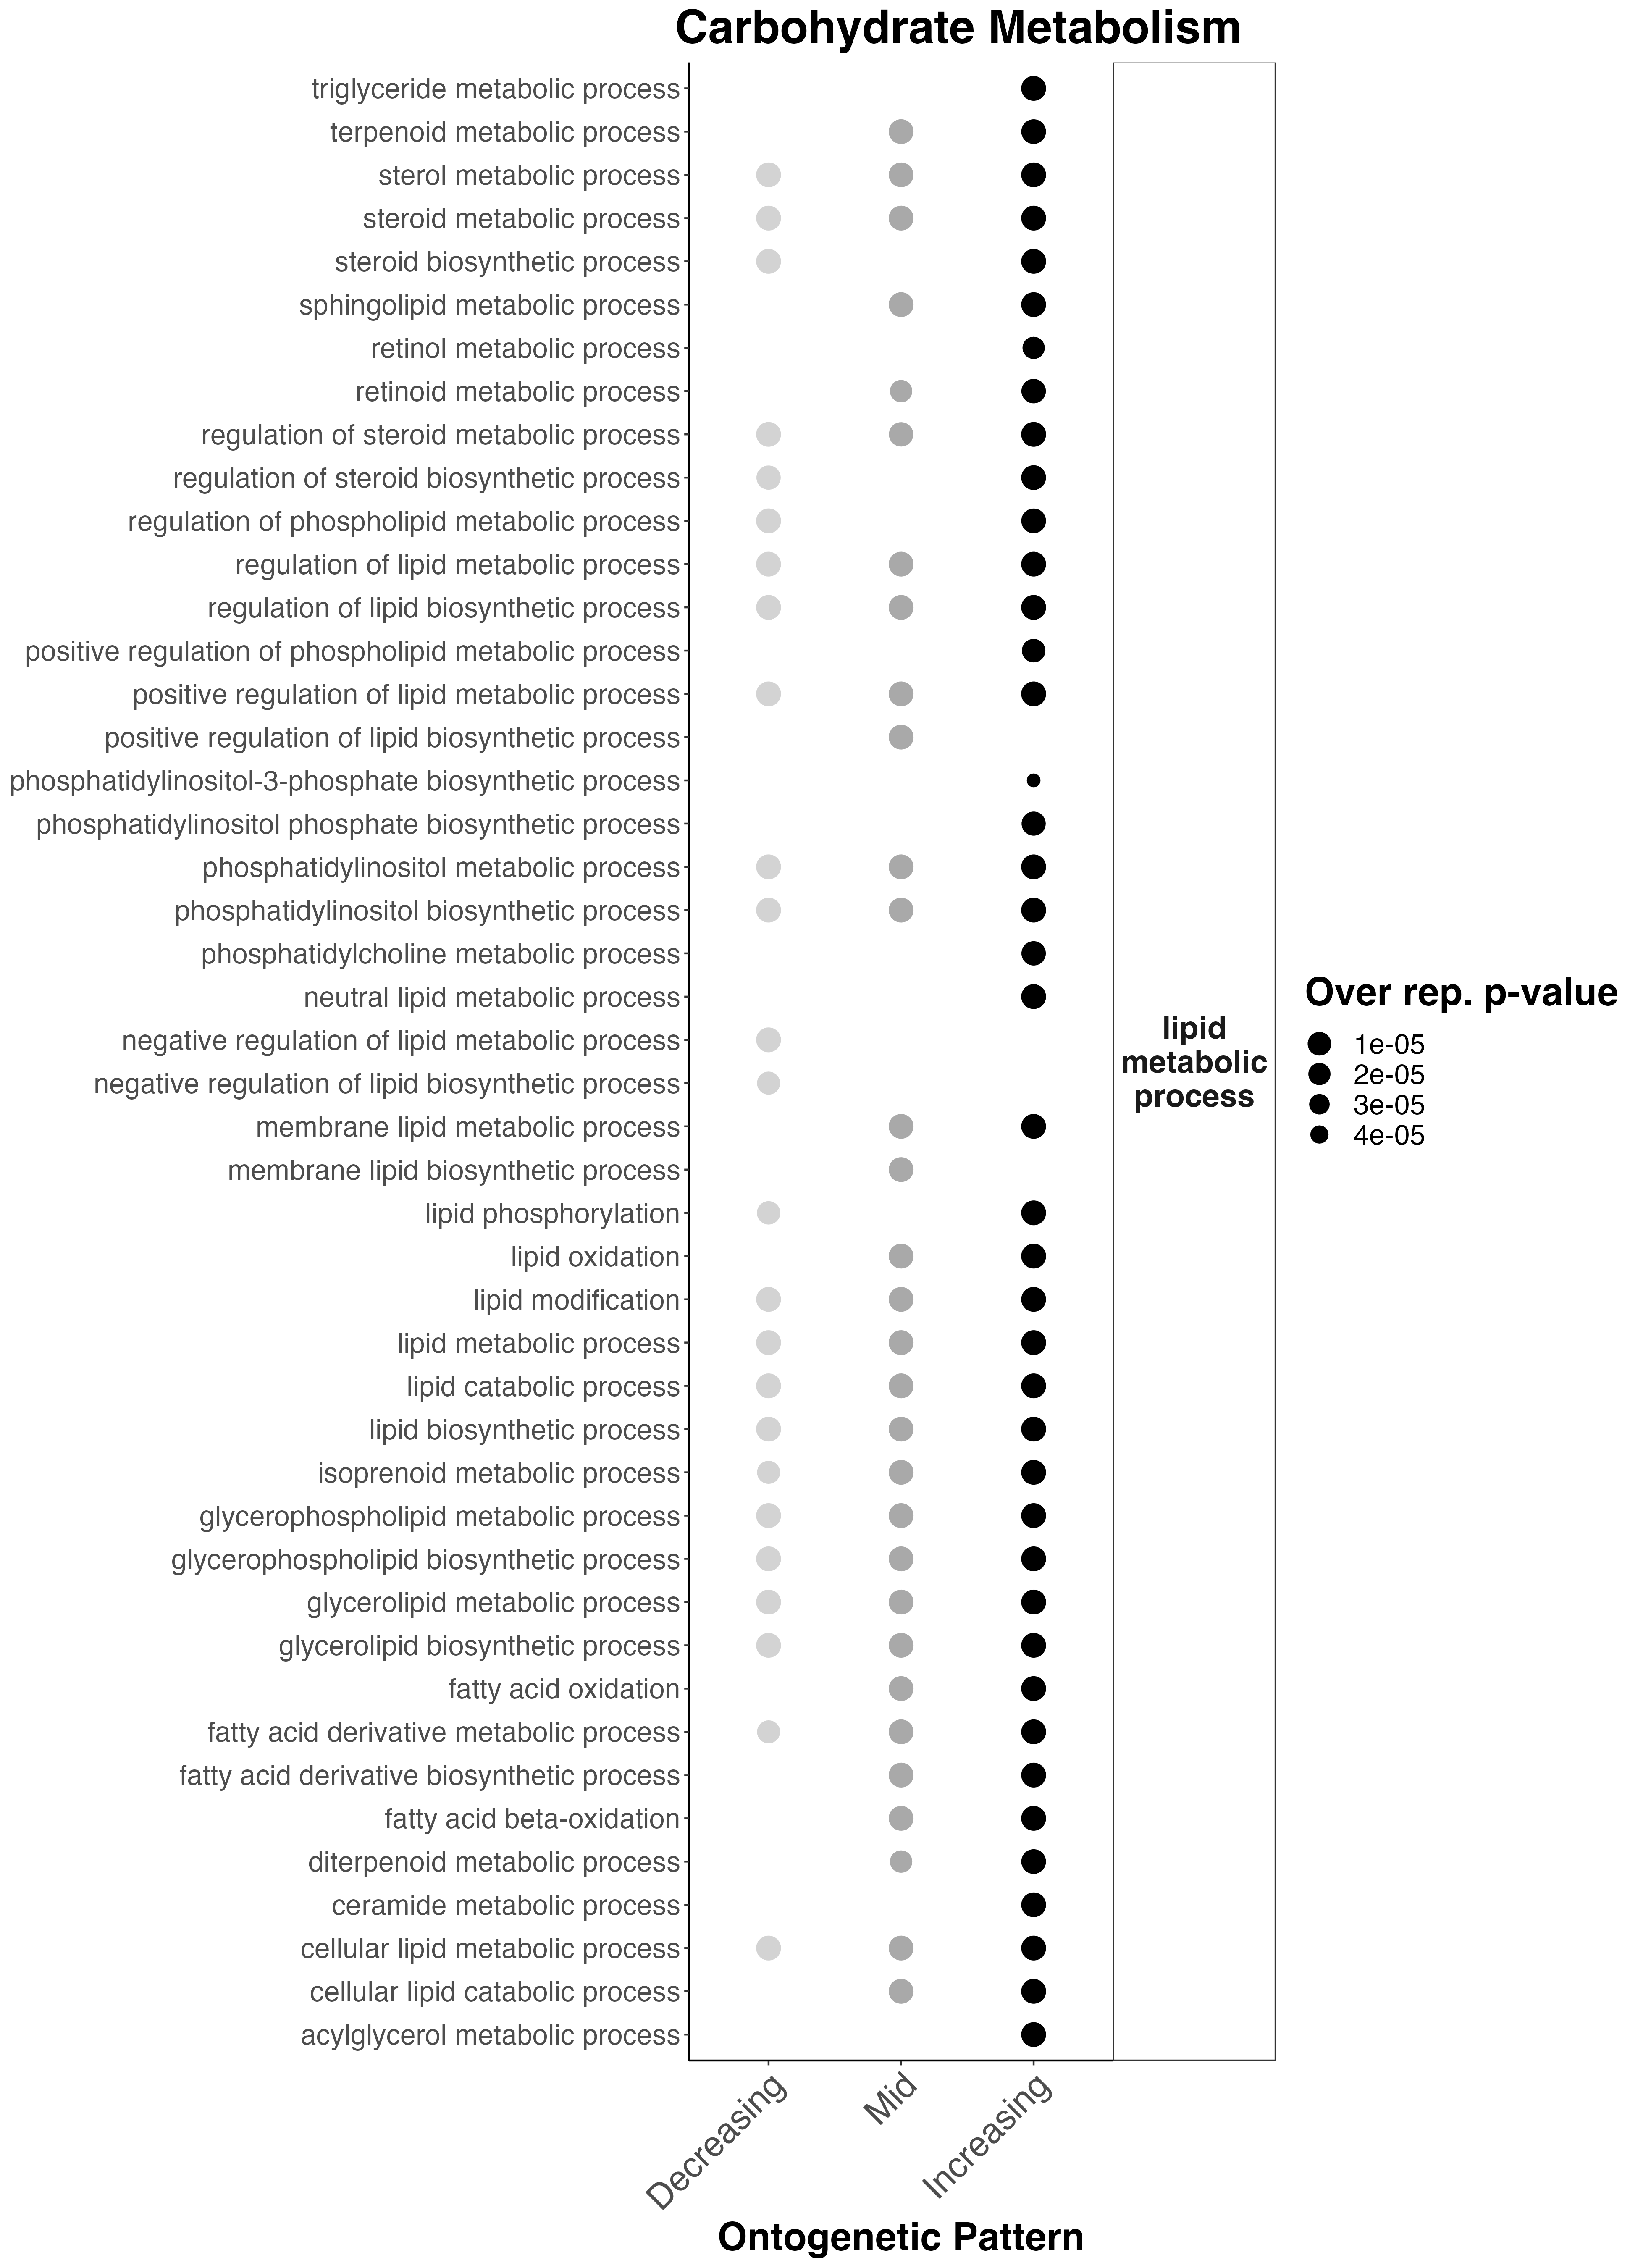 Carbohydrate Metabolism
triglyceride metabolic process
terpenoid metabolic process
sterol metabolic process
steroid metabolic process
steroid biosynthetic process
sphingolipid metabolic process
retinol metabolic process
retinoid metabolic process
regulation of steroid metabolic process
regulation of steroid biosynthetic process
regulation of phospholipid metabolic process
regulation of lipid metabolic process
regulation of lipid biosynthetic process
positive regulation of phospholipid metabolic process
positive regulation of lipid metabolic process
positive regulation of lipid biosynthetic process
phosphatidylinositol-3-phosphate biosynthetic process
phosphatidylinositol phosphate biosynthetic process
phosphatidylinositol metabolic process
phosphatidylinositol biosynthetic process
phosphatidylcholine metabolic process
neutral lipid metabolic process
negative regulation of lipid metabolic process
negative regulation of lipid biosynthetic process
membrane lipid metabolic process
membrane lipid biosynthetic process
lipid phosphorylation
lipid oxidation
lipid modification
lipid metabolic process
lipid catabolic process
lipid biosynthetic process
isoprenoid metabolic process
glycerophospholipid metabolic process
glycerophospholipid biosynthetic process
glycerolipid metabolic process
glycerolipid biosynthetic process
fatty acid oxidation
fatty acid derivative metabolic process
fatty acid derivative biosynthetic process
fatty acid beta-oxidation
diterpenoid metabolic process
ceramide metabolic process
cellular lipid metabolic process
cellular lipid catabolic process
acylglycerol metabolic process
Decreasing
Mid
Increasing
Ontogenetic Pattern
lipid
metabolic
process
Over rep. p-value
1e-05
2e-05
3e-05
4e-05